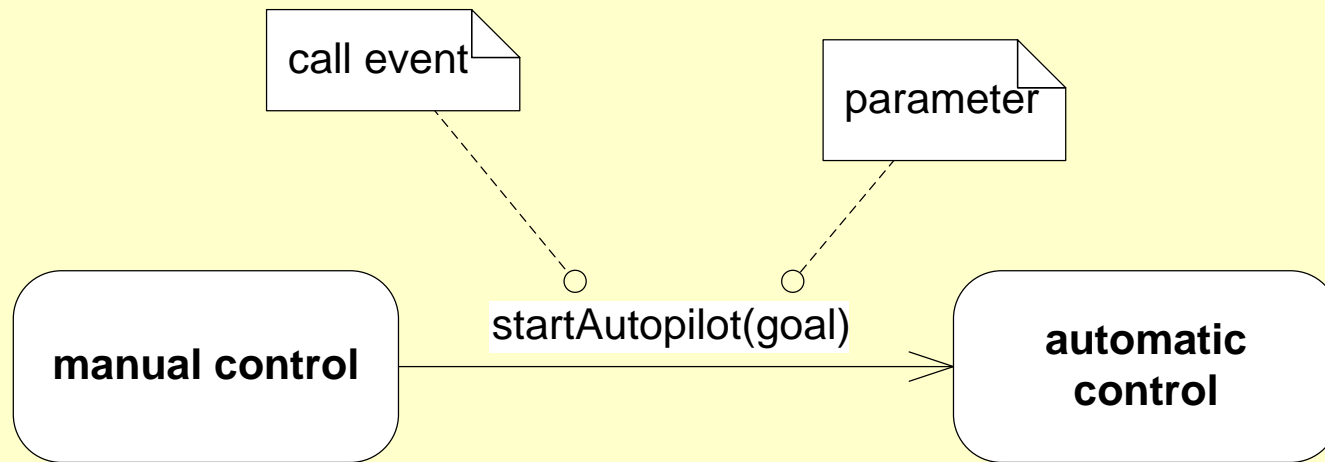 call event
parameter
startAutopilot(goal)
manual control
automatic
control